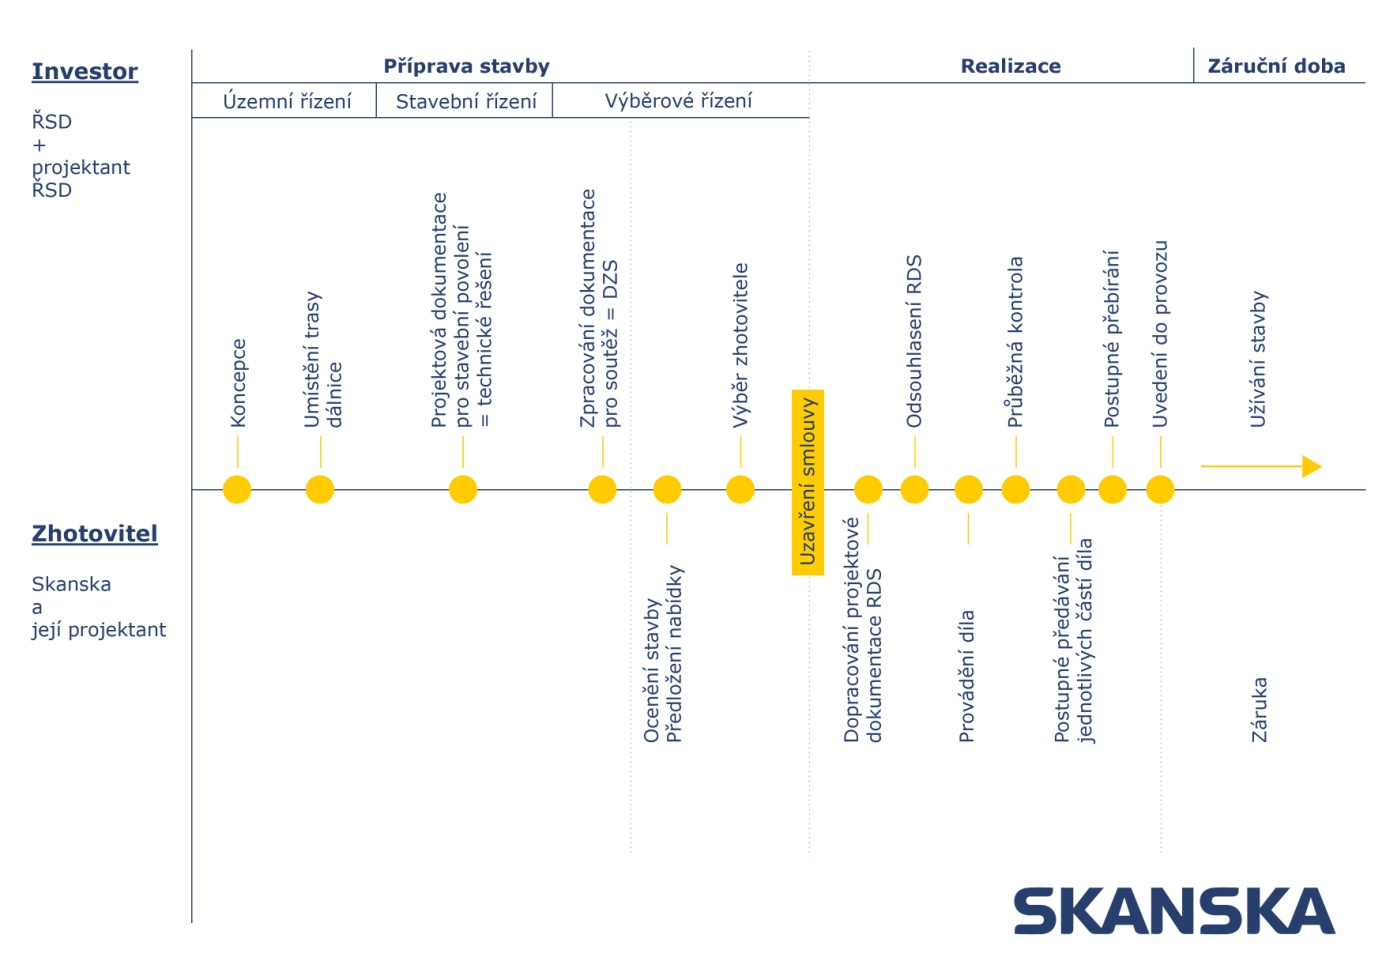 Investor
ŘSD
+
projektant
ŘSD
Příprava stavby
Realizace
Záruční doba
Územní řízení
Stavební řízení
Výběrové řízení
Koncepce
Umístění trasy
dálnice
Projektová dokumentace
pro stavební povolení
= technické řešení
Zpracování dokumentace
pro soutěž = DZS
Výběr zhotovitele
Uzavření smlouvy
Odsouhlasení RDS
Průběžná kontrola
Postupné přebírání
Uvedení do provozu
Užívání stavby
Zhotovitel
Skanska
a
její projektant
Ocenění stavby
Předložení nabídky
Dopracování projektové
dokumentace RDS
Provádění díla
Postupné předávání
jednotlivých částí díla
Záruka
SKANSKA